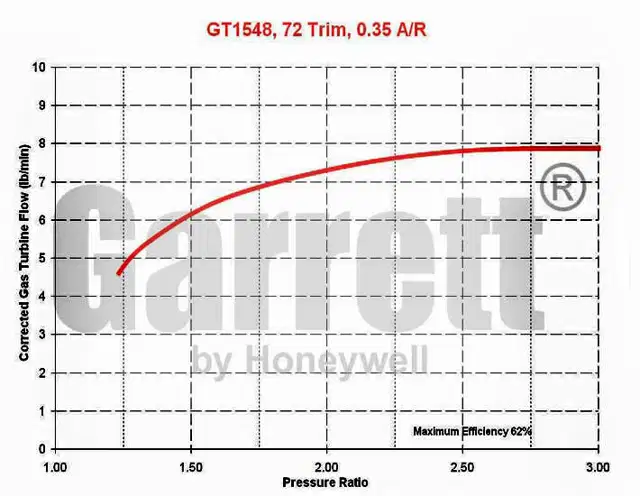 GT1548, 72 Trim, 0.35 A/R
Corrected Gas Turbine Flow (lb/min)
10
9
8
7
6
5
4
3
2
1
0
Garrett®
by Honeywell
Maximum Efficiency 62%
1.00 1.50 2.00 2.50 3.00
Pressure Ratio